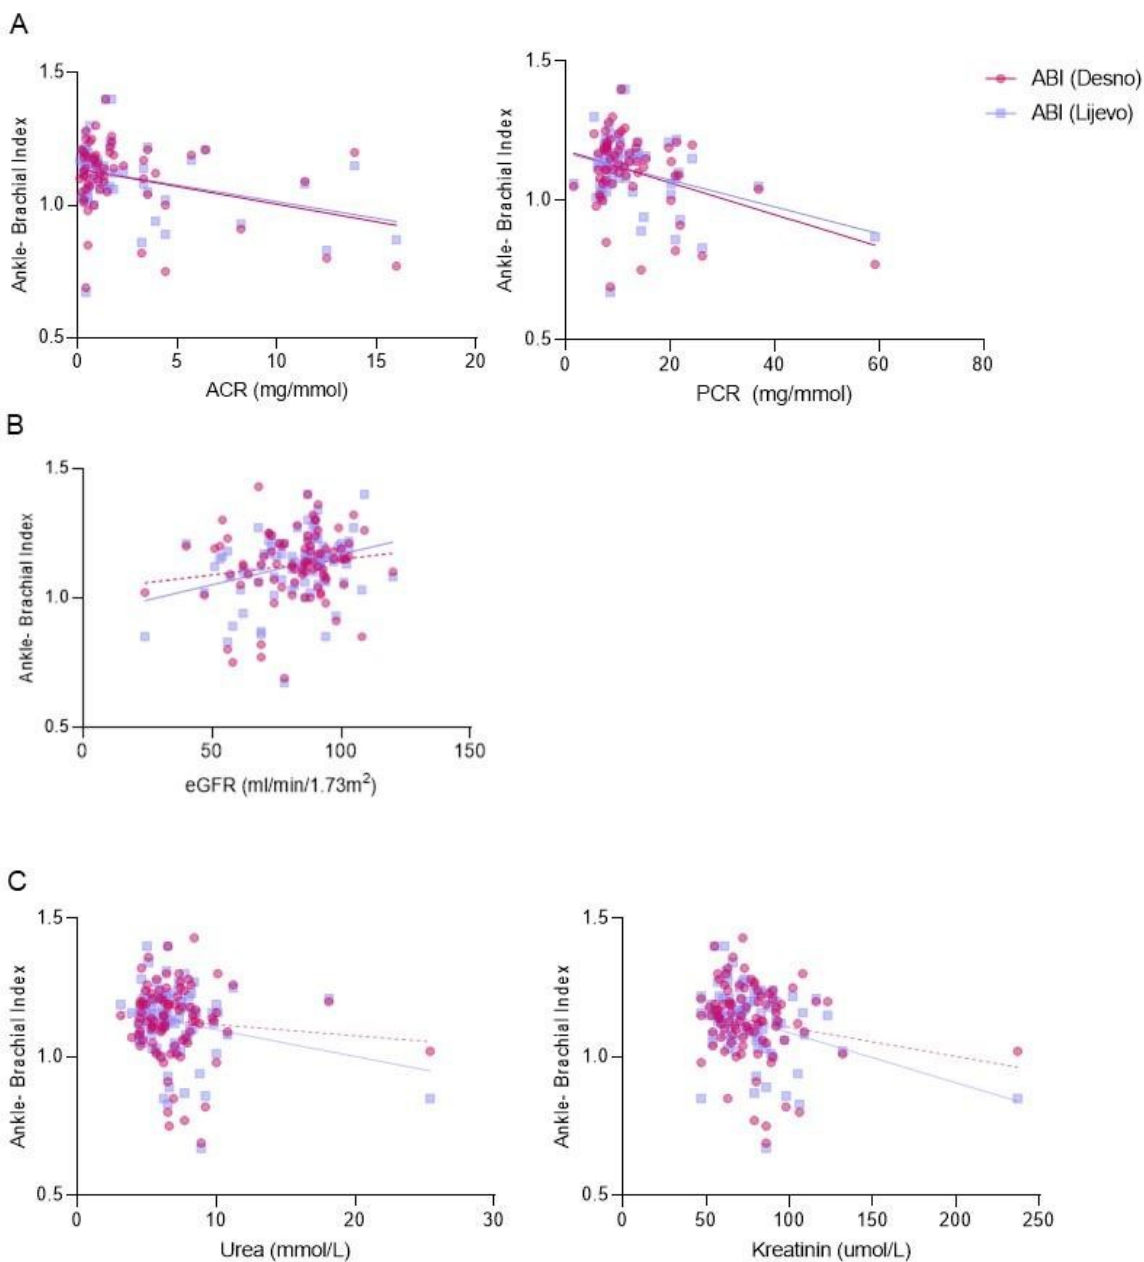 A
ABI (Desno)
ABI (Lijevo)
Ankle- Brachial Index
1.5
1.0
0.5
0 5 10 15 20
ACR (mg/mmol)
Ankle- Brachial Index
1.5
1.0
0.5
0 20 40 60 80
PCR (mg/mmol)
B
Ankle- Brachial Index
1.5
1.0
0.5
0 50 100 150
eGFR (ml/min/1.73m²)
C
Ankle- Brachial Index
1.5
1.0
0.5
0 10 20 30
Urea (mmol/L)
Ankle- Brachial Index
1.5
1.0
0.5
0 50 100 150 200 250
Kreatinin (umol/L)